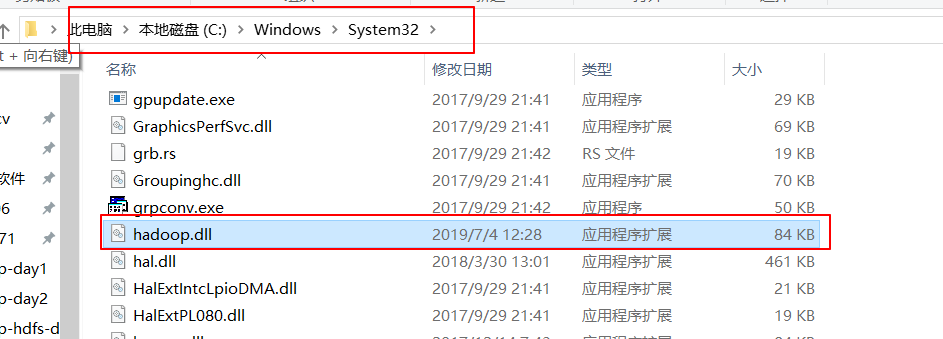 此电脑 > 本地磁盘 (C:) > Windows > System32 >
t + 向右键)
名称 修改日期 类型 大小
gpupdate.exe 2017/9/29 21:41 应用程序 29 KB
cv GraphicsPerfSvc.dll 2017/9/29 21:41 应用程序扩展 69 KB
grb.rs 2017/9/29 21:42 RS 文件 19 KB
软件 Groupinghc.dll 2017/9/29 21:41 应用程序扩展 70 KB
06 grpconv.exe 2017/9/29 21:42 应用程序 50 KB
71 hadoop.dll 2019/7/4 12:28 应用程序扩展 84 KB
p-day1 hal.dll 2018/3/30 13:01 应用程序扩展 461 KB
p-day2 HalExtIntcLpioDMA.dll 2017/9/29 21:41 应用程序扩展 21 KB
p-hdfs-d HalExtPL080.dll 2017/9/29 21:41 应用程序扩展 19 KB